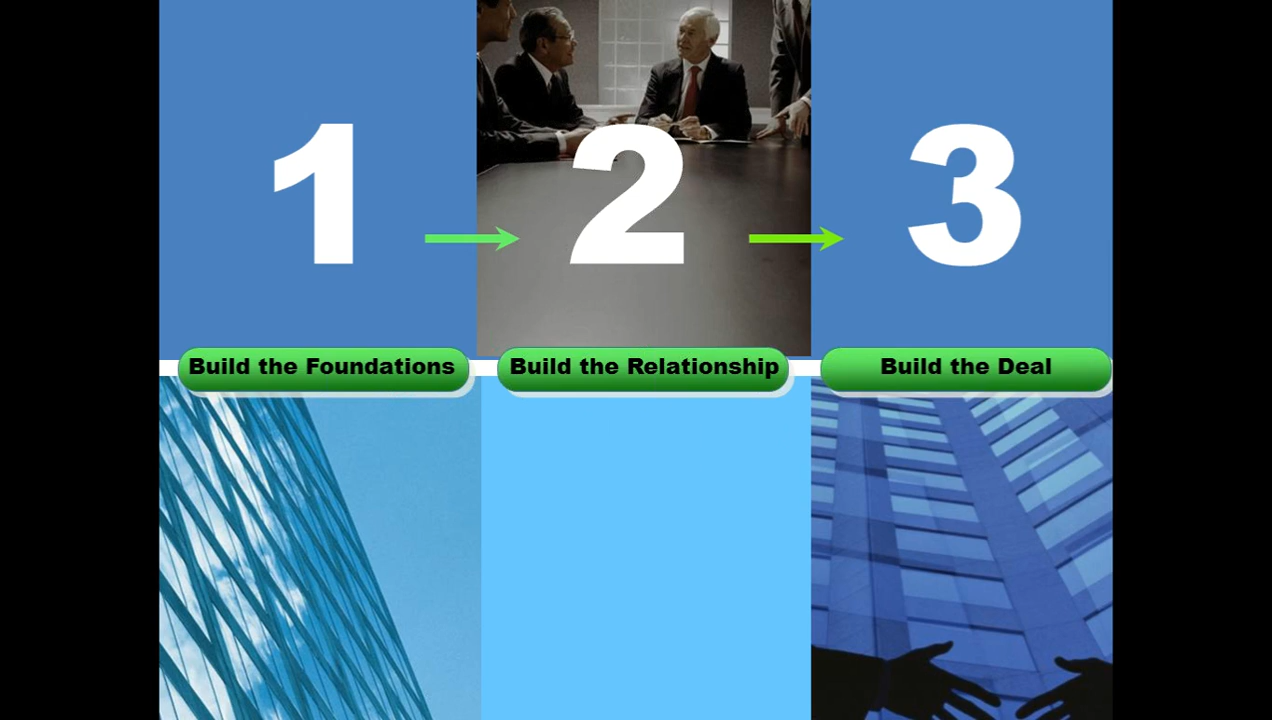 1
2
3
Build the Foundations
Build the Relationship
Build the Deal